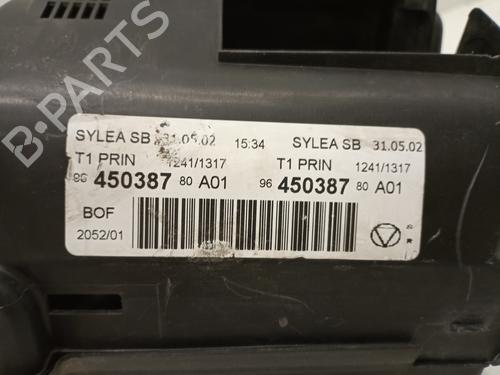 B-PARTS
SYLEA SB 31.05.02 15:34 SYLEA SB 31.05.02
T1 PRIN 1241/1317 T1 PRIN 1241/1317
96 450387 80 A01 96 450387 80 A01
BOF
2052/01